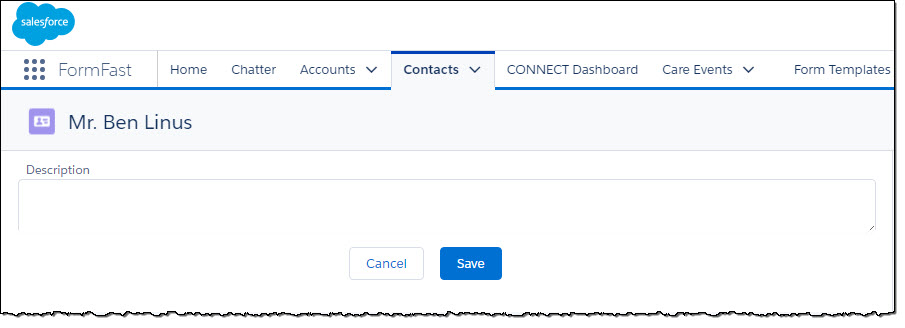 salesforce
FormFast Home Chatter Accounts Contacts CONNECT Dashboard Care Events Form Templates
Mr. Ben Linus
Description
Cancel Save